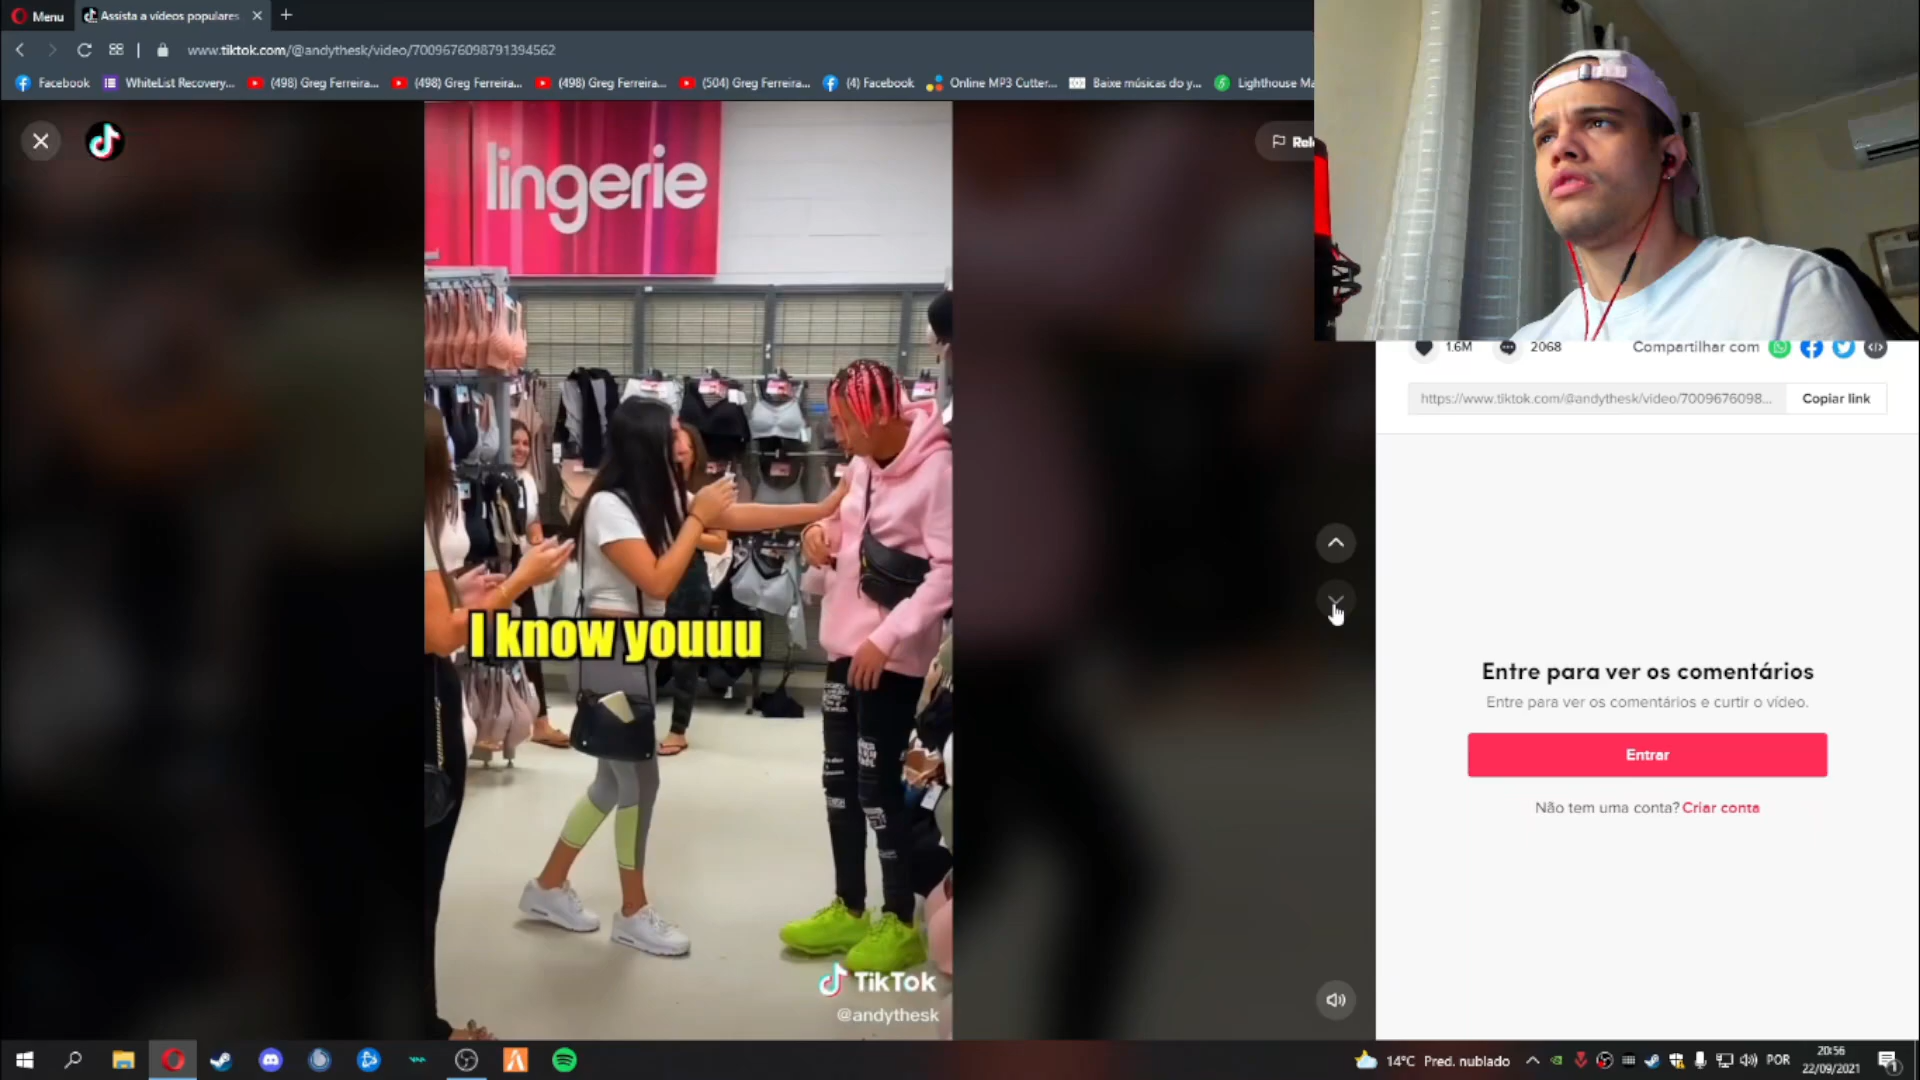 Menu
Assista a vídeos populares
www.tiktok.com/@andythesk/video/7009676098791394562
Facebook
WhiteList Recovery...
(498) Greg Ferreira...
(498) Greg Ferreira...
(498) Greg Ferreira...
(504) Greg Ferreira...
(4) Facebook
Online MP3 Cutter...
Baixe músicas do y...
Lighthouse Ma
lingerie
Rel
1.6M
2068
Compartilhar com
https://www.tiktok.com/@andythesk/video/7009676098...
Copiar link
I know youuu
Entre para ver os comentários
Entre para ver os comentários e curtir o vídeo.
Entrar
Não tem uma conta? Criar conta
TikTok
@andythesk
14°C Pred. nublado
POR
20:56
22/09/2021